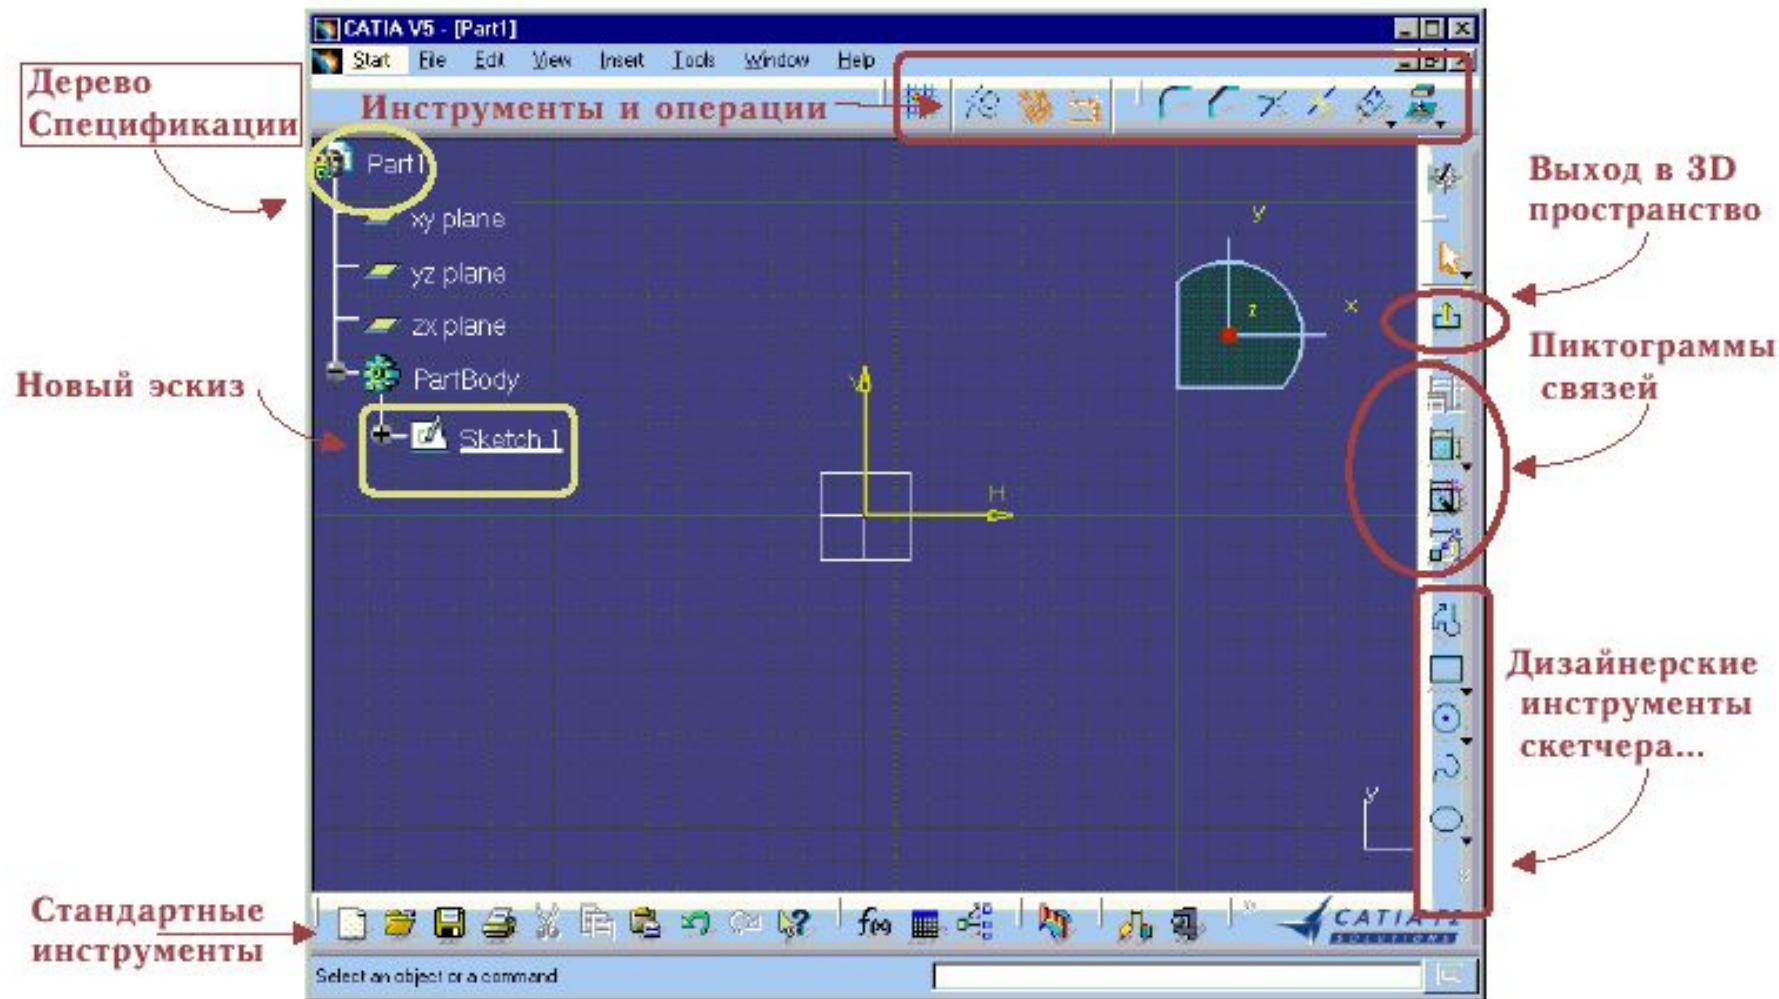 CATIA V5 - [Part1]
Start File Edit View Insert Tools Window Help
Дерево
Спецификации
Инструменты и операции
Part1
xy plane
yz plane
zx plane
PartBody
Sketch.1
Новый эскиз
y
x
z
V
H
Выход в 3D
пространство
Пиктограммы
связей
Дизайнерские
инструменты
скетчера...
y
Стандартные
инструменты
f(x)
CATIA
SOLUTIONS
Select an object or a command